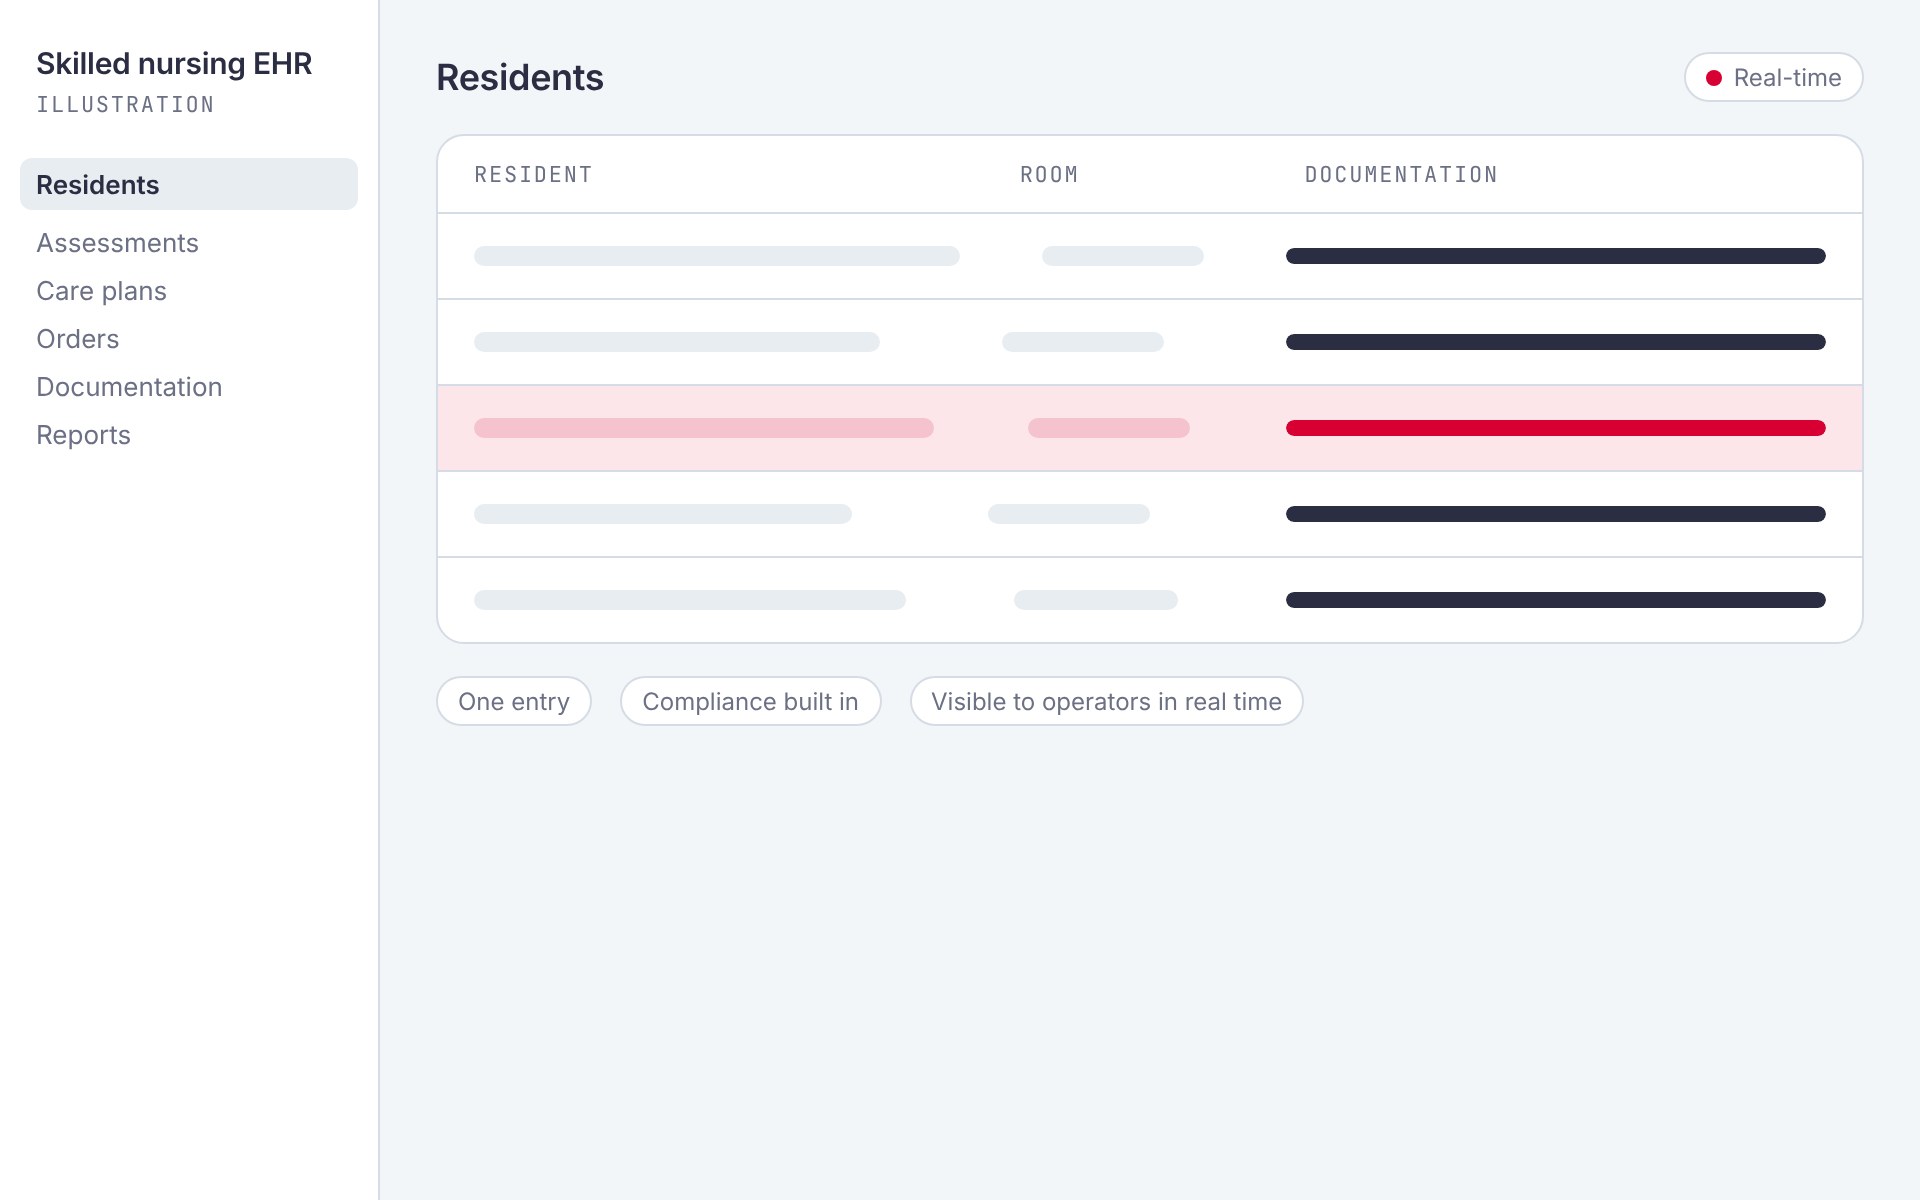 Skilled nursing EHR
ILLUSTRATION
Residents
Assessments
Care plans
Orders
Documentation
Reports
Residents
Real-time
RESIDENT ROOM DOCUMENTATION
One entry
Compliance built in
Visible to operators in real time